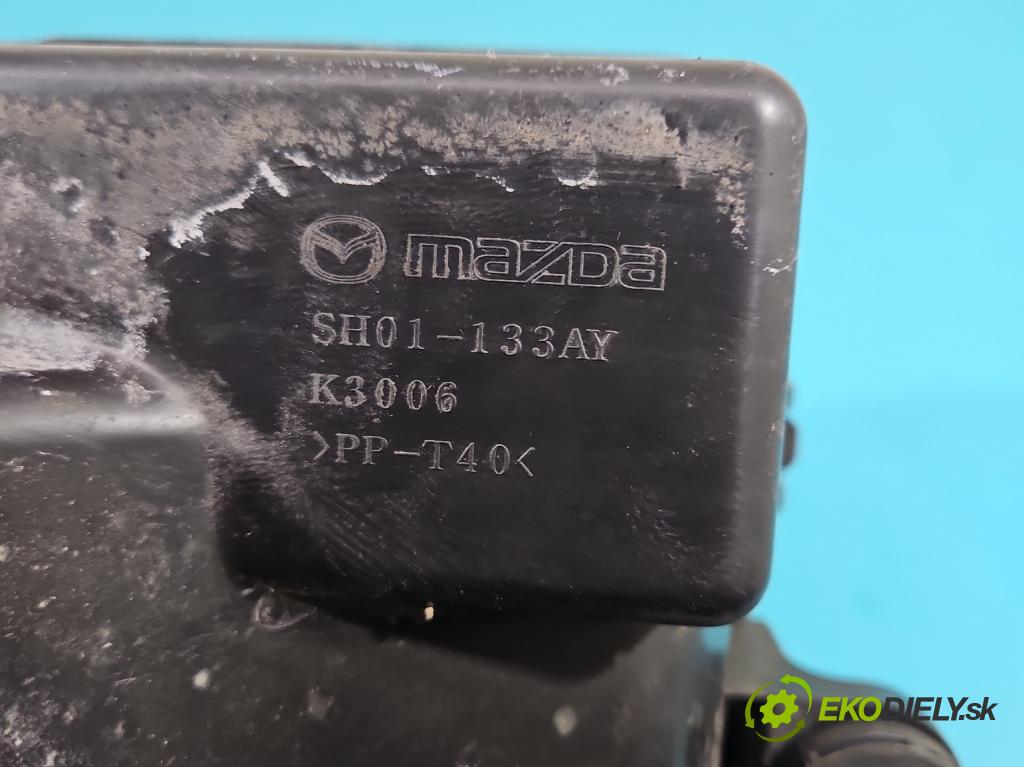 mazda
SH01-133AY
K3006
>PP-T40<
EKODIELY.sk